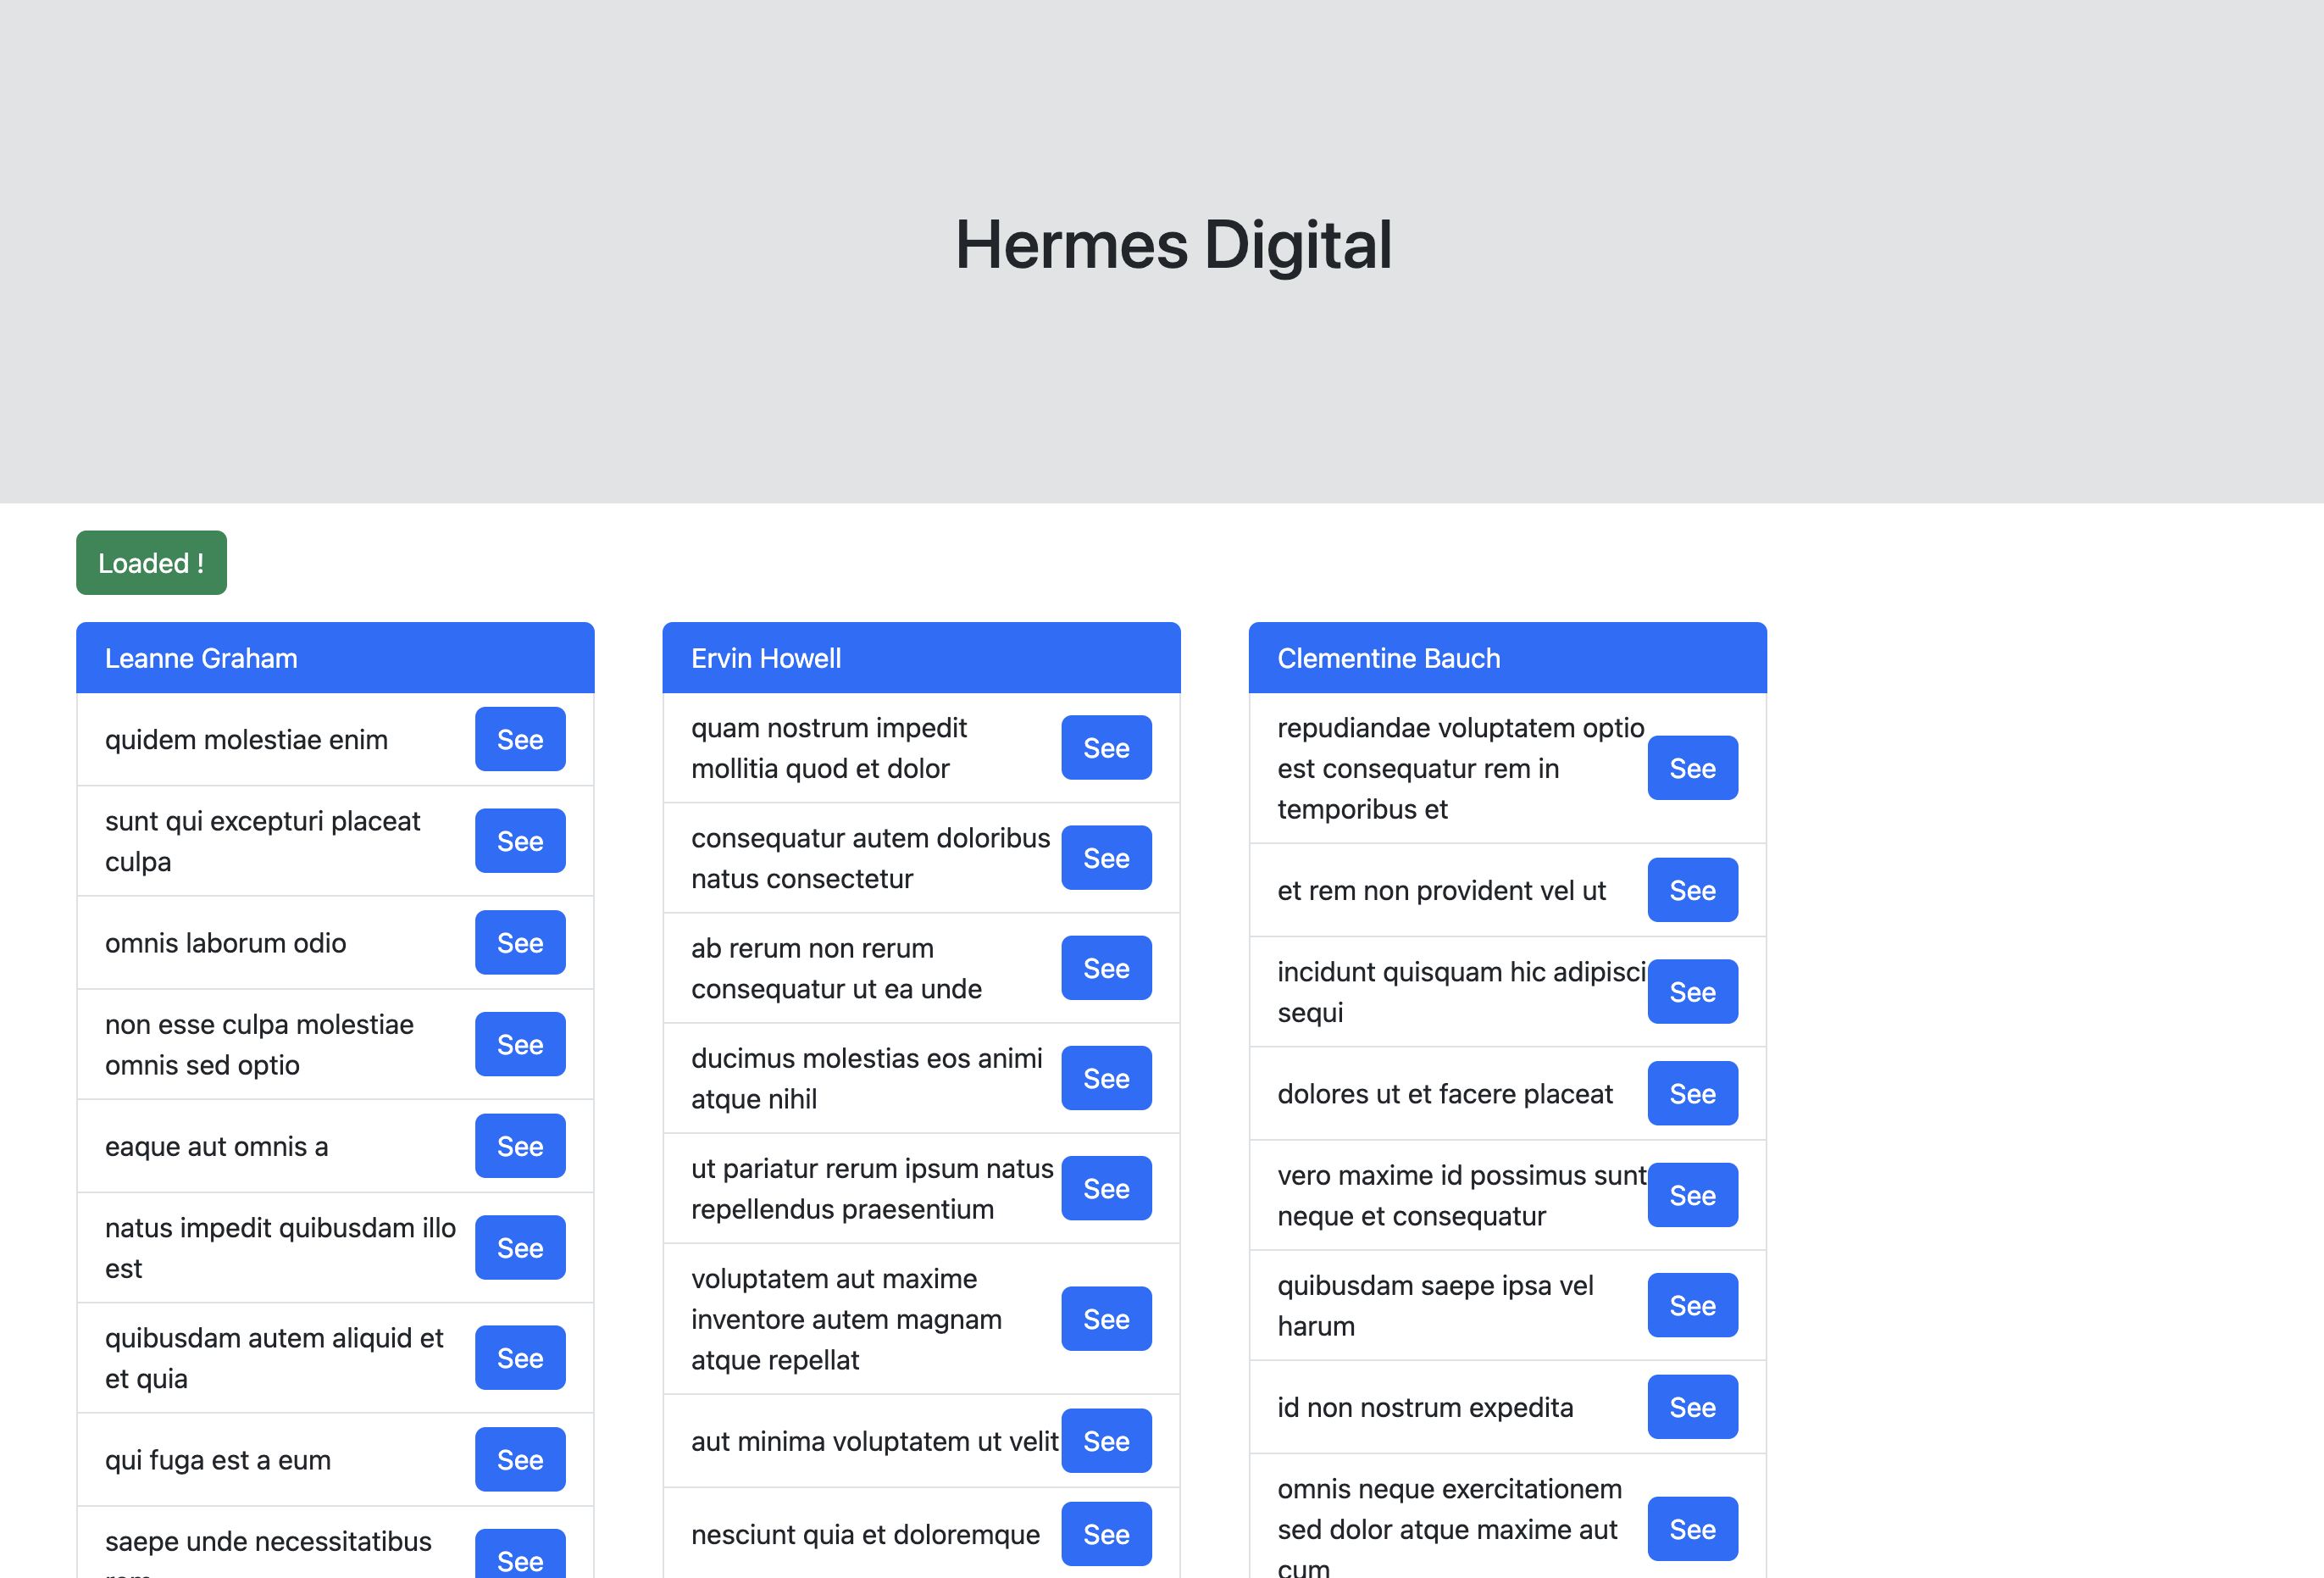 Hermes Digital
Loaded !
Leanne Graham
quidem molestiae enim
See
sunt qui excepturi placeat
culpa
See
omnis laborum odio
See
non esse culpa molestiae
omnis sed optio
See
eaque aut omnis a
See
natus impedit quibusdam illo
est
See
quibusdam autem aliquid et
et quia
See
qui fuga est a eum
See
saepe unde necessitatibus
See
Ervin Howell
quam nostrum impedit
mollitia quod et dolor
See
consequatur autem doloribus
natus consectetur
See
ab rerum non rerum
consequatur ut ea unde
See
ducimus molestias eos animi
atque nihil
See
ut pariatur rerum ipsum natus
repellendus praesentium
See
voluptatem aut maxime
inventore autem magnam
atque repellat
See
aut minima voluptatem ut velit
See
nesciunt quia et doloremque
See
Clementine Bauch
repudiandae voluptatem optio
est consequatur rem in
temporibus et
See
et rem non provident vel ut
See
incidunt quisquam hic adipisci
sequi
See
dolores ut et facere placeat
See
vero maxime id possimus sunt
neque et consequatur
See
quibusdam saepe ipsa vel
harum
See
id non nostrum expedita
See
omnis neque exercitationem
sed dolor atque maxime aut
cum
See